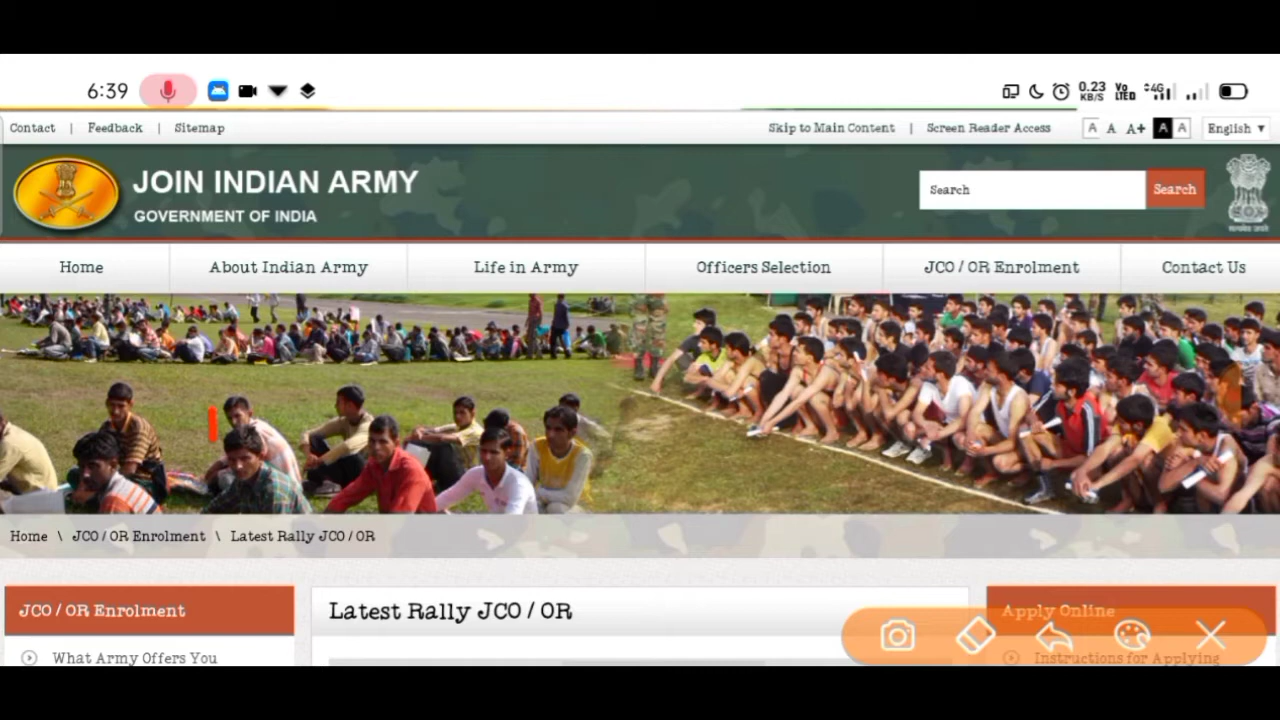 6:39
0.23 KB/S Vo LTED 4G
Contact | Feedback | Sitemap
Skip to Main Content | Screen Reader Access A A A+ A A English ▼
JOIN INDIAN ARMY
GOVERNMENT OF INDIA
Search Search
Home About Indian Army Life in Army Officers Selection JCO / OR Enrolment Contact Us
Home \ JCO / OR Enrolment \ Latest Rally JCO / OR
JCO / OR Enrolment
Latest Rally JCO / OR
Apply Online
What Army Offers You
Instructions for Applying